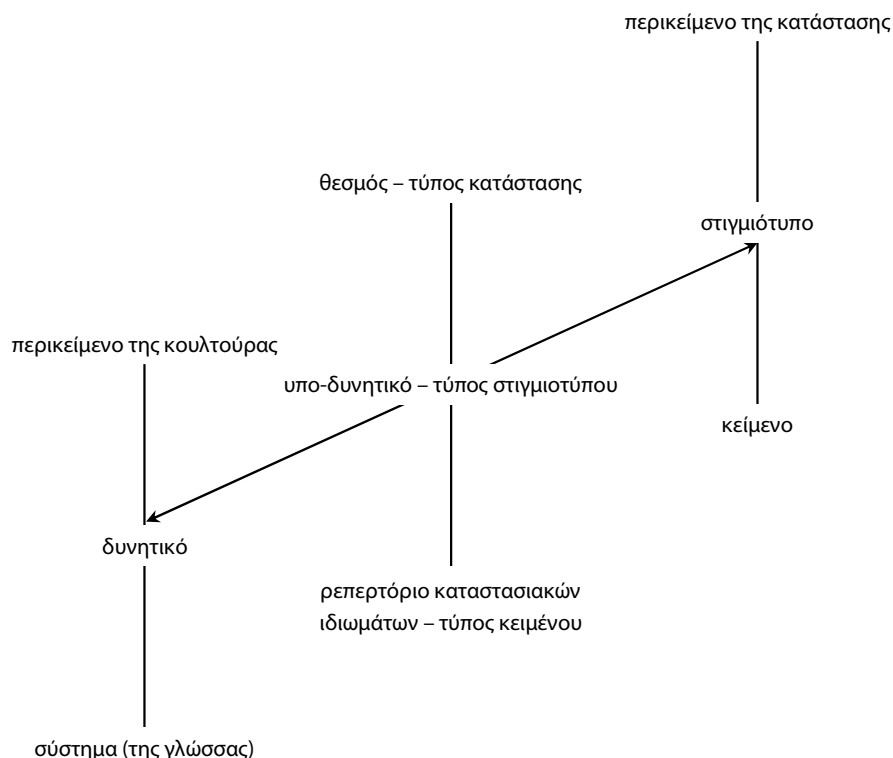 περικείμενο της κατάστασης
θεσμός – τύπος κατάστασης
στιγμιότυπο
περικείμενο της κουλτούρας
υπο-δυνητικό – τύπος στιγμιοτύπου
κείμενο
δυνητικό
ρεπερτόριο καταστασιακών
ιδιωμάτων – τύπος κειμένου
σύστημα (της γλώσσας)